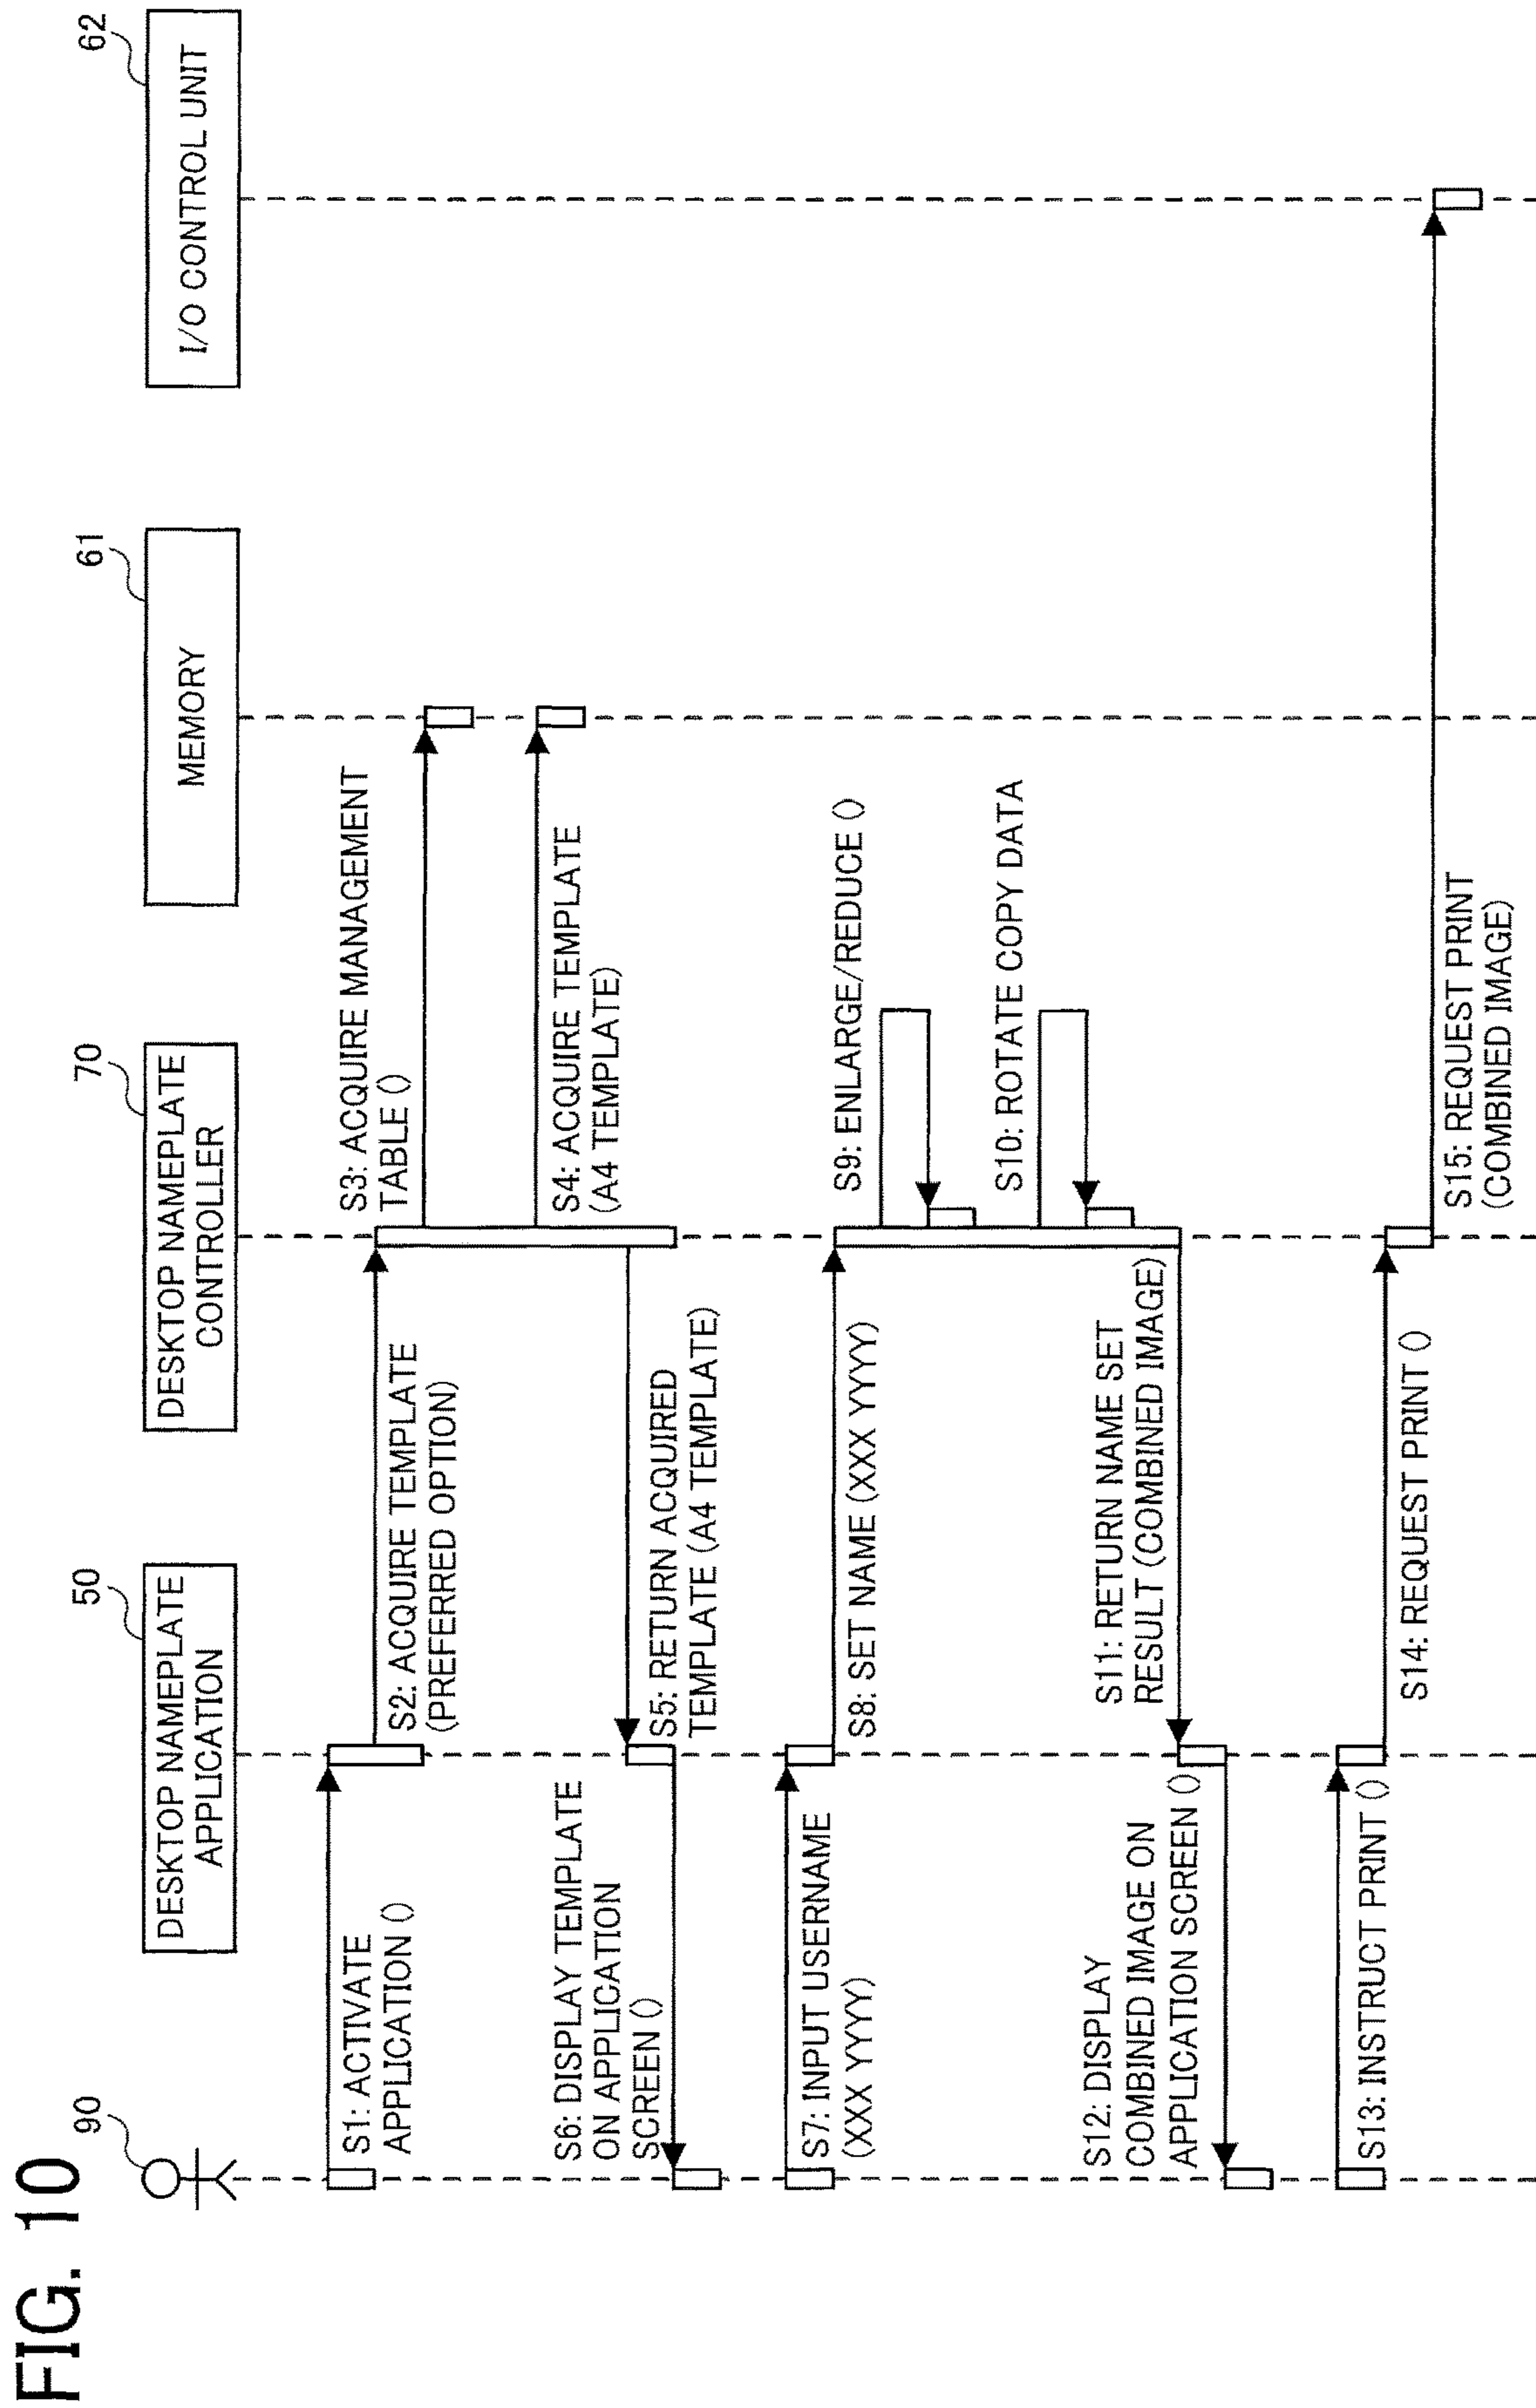 FIG. 10
90
50
DESKTOP NAMEPLATE
APPLICATION
70
DESKTOP NAMEPLATE
CONTROLLER
61
MEMORY
62
I/O CONTROL UNIT
S1: ACTIVATE
APPLICATION ()
S2: ACQUIRE TEMPLATE
(PREFERRED OPTION)
S3: ACQUIRE MANAGEMENT
TABLE ()
S4: ACQUIRE TEMPLATE
(A4 TEMPLATE)
S5: RETURN ACQUIRED
TEMPLATE (A4 TEMPLATE)
S6: DISPLAY TEMPLATE
ON APPLICATION
SCREEN ()
S7: INPUT USERNAME
(XXX YYYY)
S8: SET NAME (XXX YYYY)
S9: ENLARGE/REDUCE ()
S10: ROTATE COPY DATA
S11: RETURN NAME SET
RESULT (COMBINED IMAGE)
S12: DISPLAY
COMBINED IMAGE ON
APPLICATION SCREEN ()
S13: INSTRUCT PRINT ()
S14: REQUEST PRINT ()
S15: REQUEST PRINT
(COMBINED IMAGE)